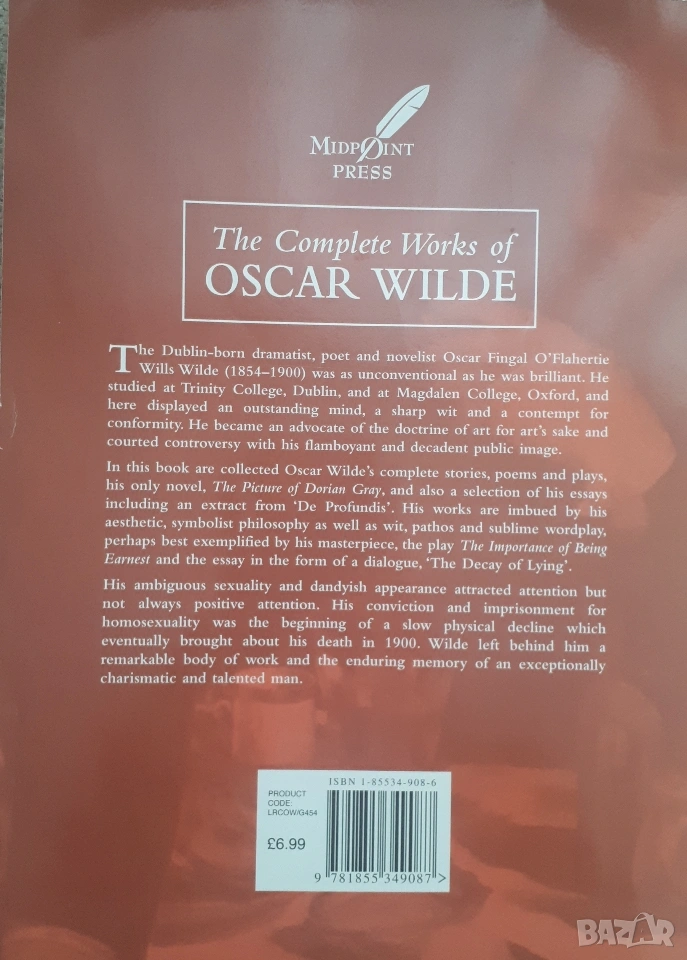 MIDPOINT
PRESS
The Complete Works of
OSCAR WILDE
The Dublin-born dramatist, poet and novelist Oscar Fingal O'Flahertie
Wills Wilde (1854–1900) was as unconventional as he was brilliant. He
studied at Trinity College, Dublin, and at Magdalen College, Oxford, and
here displayed an outstanding mind, a sharp wit and a contempt for
conformity. He became an advocate of the doctrine of art for art's sake and
courted controversy with his flamboyant and decadent public image.
In this book are collected Oscar Wilde's complete stories, poems and plays,
his only novel, The Picture of Dorian Gray, and also a selection of his essays
including an extract from 'De Profundis'. His works are imbued by his
aesthetic, symbolist philosophy as well as wit, pathos and sublime wordplay,
perhaps best exemplified by his masterpiece, the play The Importance of Being
Earnest and the essay in the form of a dialogue, 'The Decay of Lying'.
His ambiguous sexuality and dandyish appearance attracted attention but
not always positive attention. His conviction and imprisonment for
homosexuality was the beginning of a slow physical decline which
eventually brought about his death in 1900. Wilde left behind him a
remarkable body of work and the enduring memory of an exceptionally
charismatic and talented man.
ISBN 1-85534-908-6
PRODUCT
CODE:
LRCOW/G454
£6.99
9 781855 349087 >
BAZAR